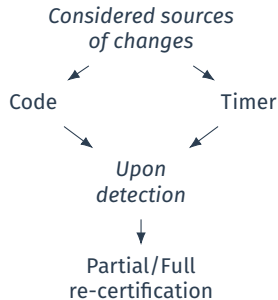 Considered sources
of changes
Code
Timer
Upon
detection
Partial/Full
re-certification